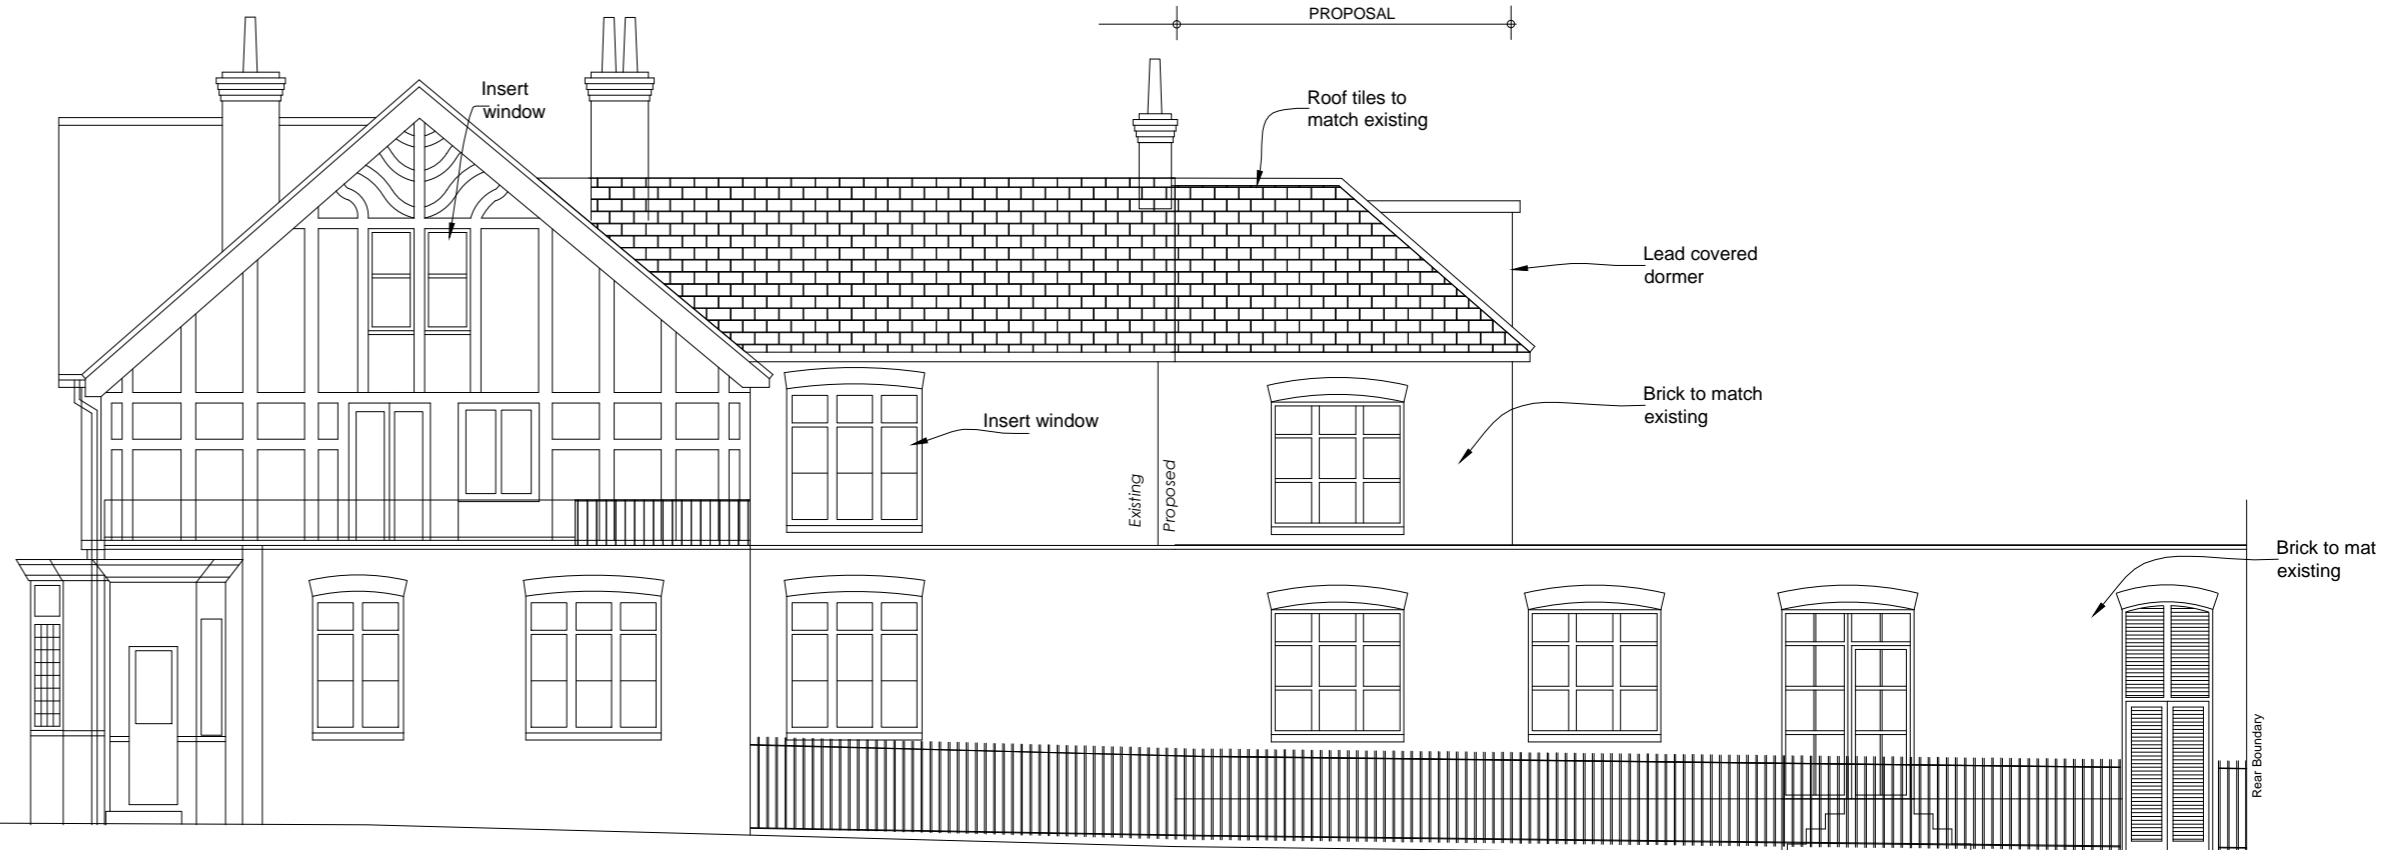 PROPOSAL
Insert
window
Roof tiles to
match existing
Lead covered
dormer
Brick to match
existing
Insert window
Existing
Proposed
Brick to mat
existing
Rear Boundary